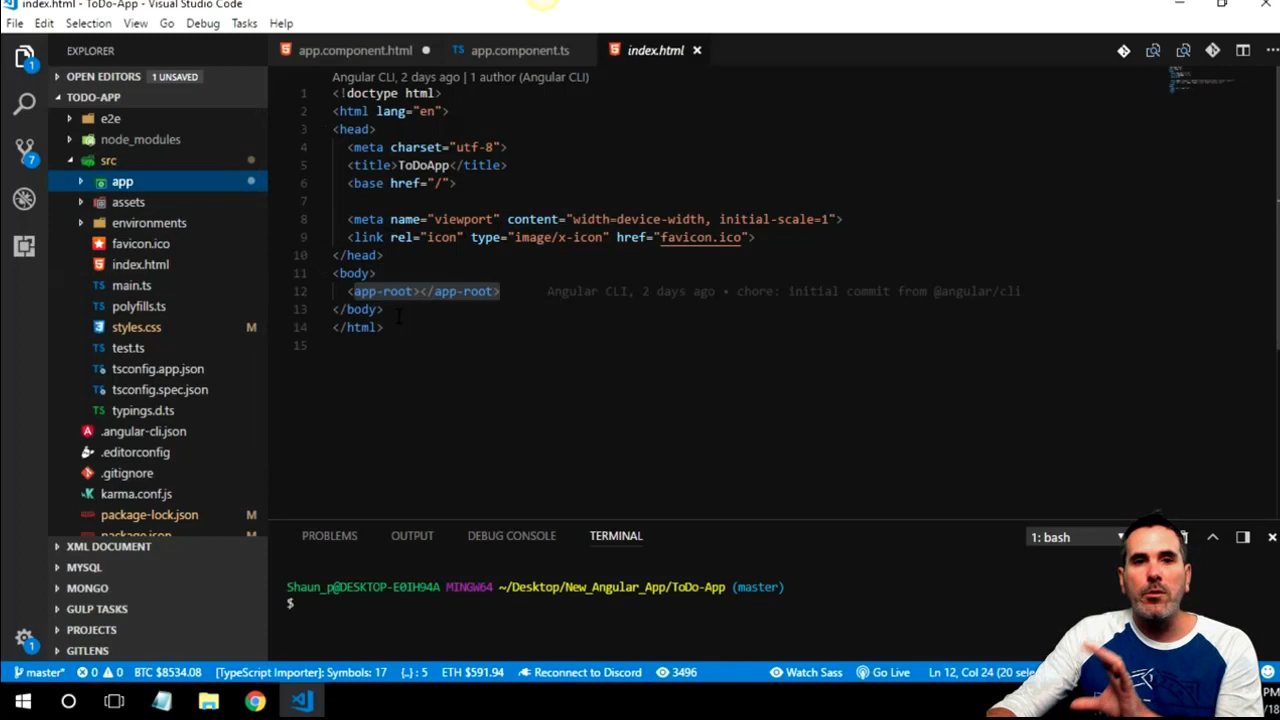 index.html - ToDo-App - Visual Studio Code
File Edit Selection View Go Debug Tasks Help
EXPLORER
OPEN EDITORS 1 UNSAVED
TODO-APP
e2e
node_modules
src
app
assets
environments
favicon.ico
index.html
main.ts
polyfills.ts
styles.css M
test.ts
tsconfig.app.json
tsconfig.spec.json
typings.d.ts
.angular-cli.json
.editorconfig
.gitignore
karma.conf.js
package-lock.json M
package.json M
XML DOCUMENT
MYSQL
MONGO
GULP TASKS
PROJECTS
GITLENS
1
7
1
app.component.html TS app.component.ts index.html
Angular CLI, 2 days ago | 1 author (Angular CLI)
1 <!doctype html>
2 <html lang="en">
3 <head>
4 <meta charset="utf-8">
5 <title>ToDoApp</title>
6 <base href="/">
7
8 <meta name="viewport" content="width=device-width, initial-scale=1">
9 <link rel="icon" type="image/x-icon" href="favicon.ico">
10 </head>
11 <body>
12 <app-root></app-root> Angular CLI, 2 days ago • chore: initial commit from @angular/cli
13 </body>
14 </html>
15
PROBLEMS OUTPUT DEBUG CONSOLE TERMINAL 1: bash
Shaun_p@DESKTOP-E0IH94A MINGW64 ~/Desktop/New_Angular_App/ToDo-App (master)
$
master* 0 0 BTC $8534.08 [TypeScript Importer]: Symbols: 17 {..}: 5 ETH $591.94 Reconnect to Discord 3496 Watch Sass Go Live Ln 12, Col 24 (20 sele
PM
/18